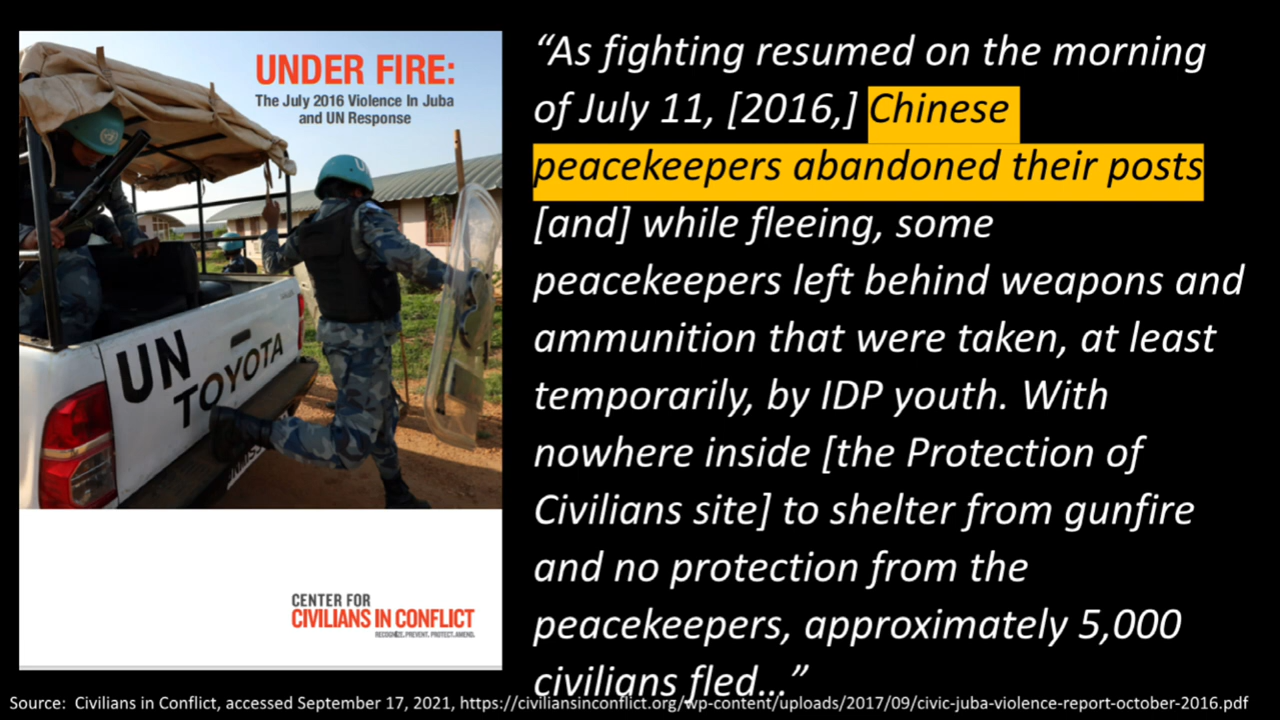 UNDER FIRE:
The July 2016 Violence In Juba
and UN Response
UN
TOYOTA
CENTER FOR
CIVILIANS IN CONFLICT
RECOGNIZE. PREVENT. PROTECT. AMEND.
“As fighting resumed on the morning
of July 11, [2016,] Chinese
peacekeepers abandoned their posts
[and] while fleeing, some
peacekeepers left behind weapons and
ammunition that were taken, at least
temporarily, by IDP youth. With
nowhere inside [the Protection of
Civilians site] to shelter from gunfire
and no protection from the
peacekeepers, approximately 5,000
civilians fled…”
Source: Civilians in Conflict, accessed September 17, 2021, https://civiliansinconflict.org/wp-content/uploads/2017/09/civic-juba-violence-report-october-2016.pdf